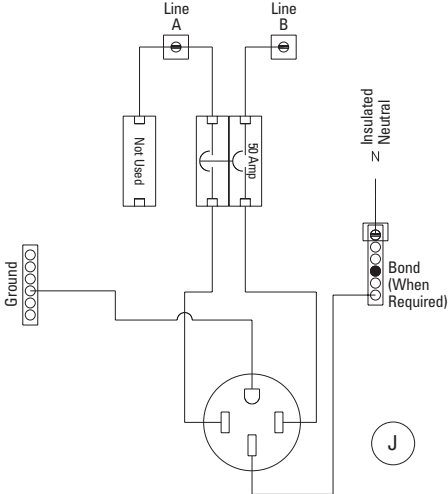 Line
A
Line
B
Not Used
50 Amp
Insulated
Neutral
N
Ground
Bond
(When
Required)
J